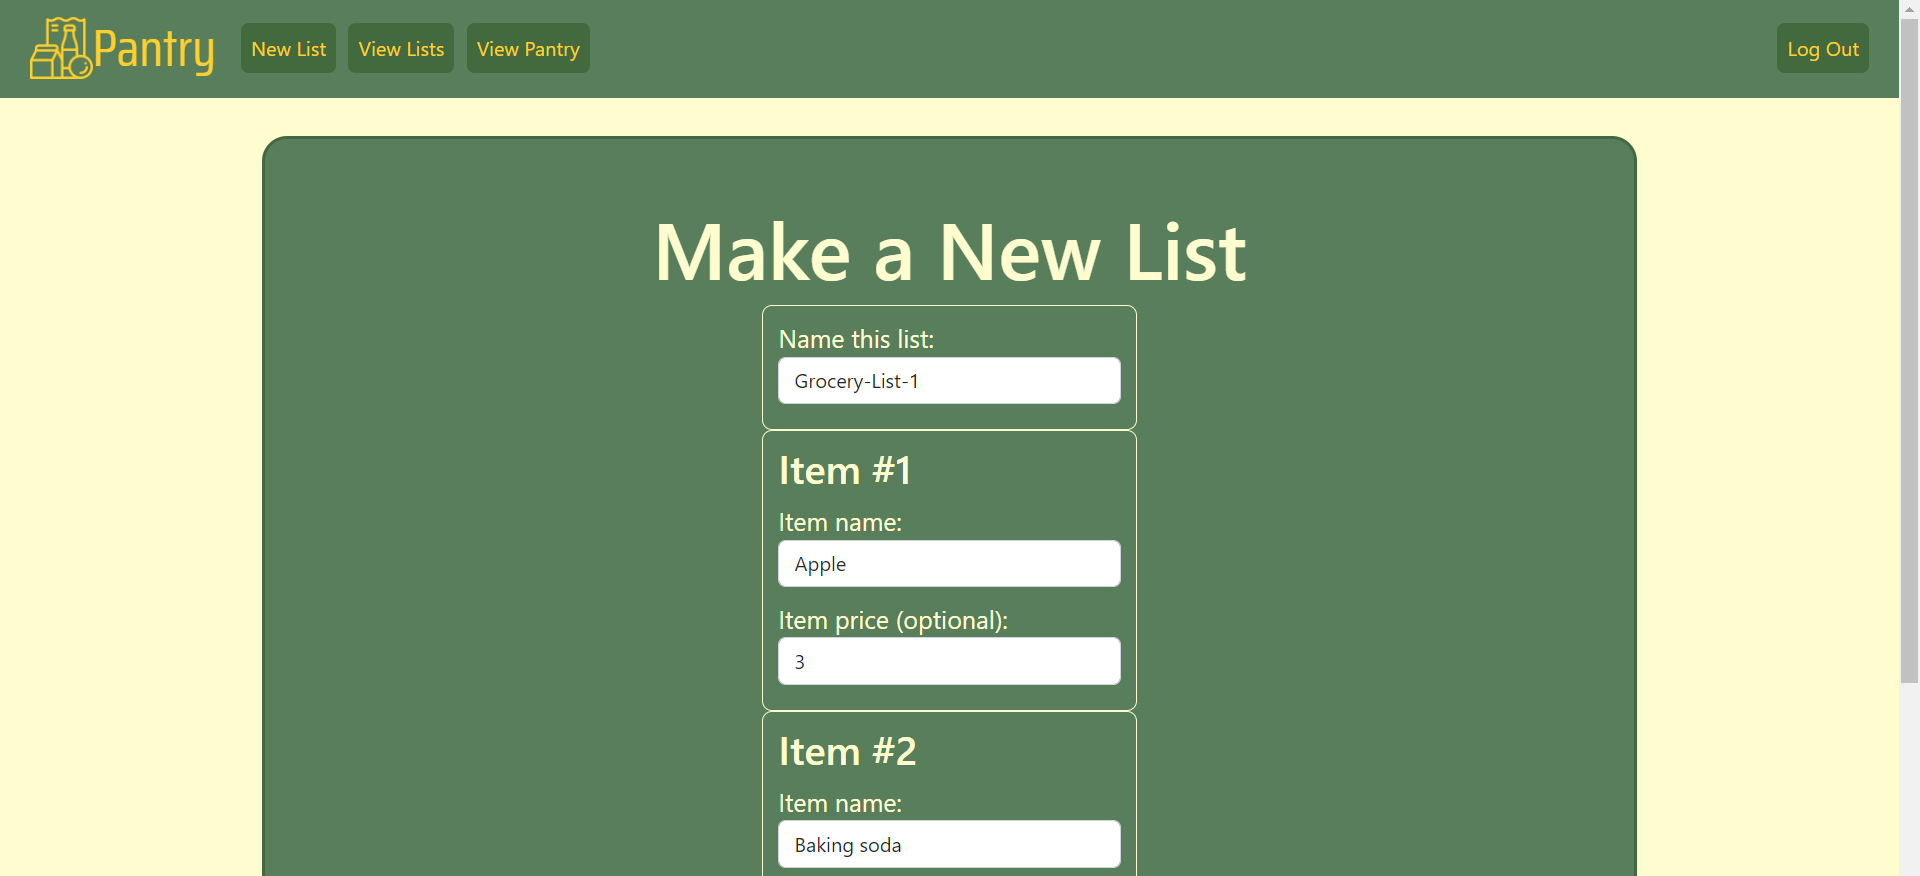 Pantry
New List
View Lists
View Pantry
Log Out
Make a New List
Name this list:
Grocery-List-1
Item #1
Item name:
Apple
Item price (optional):
3
Item #2
Item name:
Baking soda